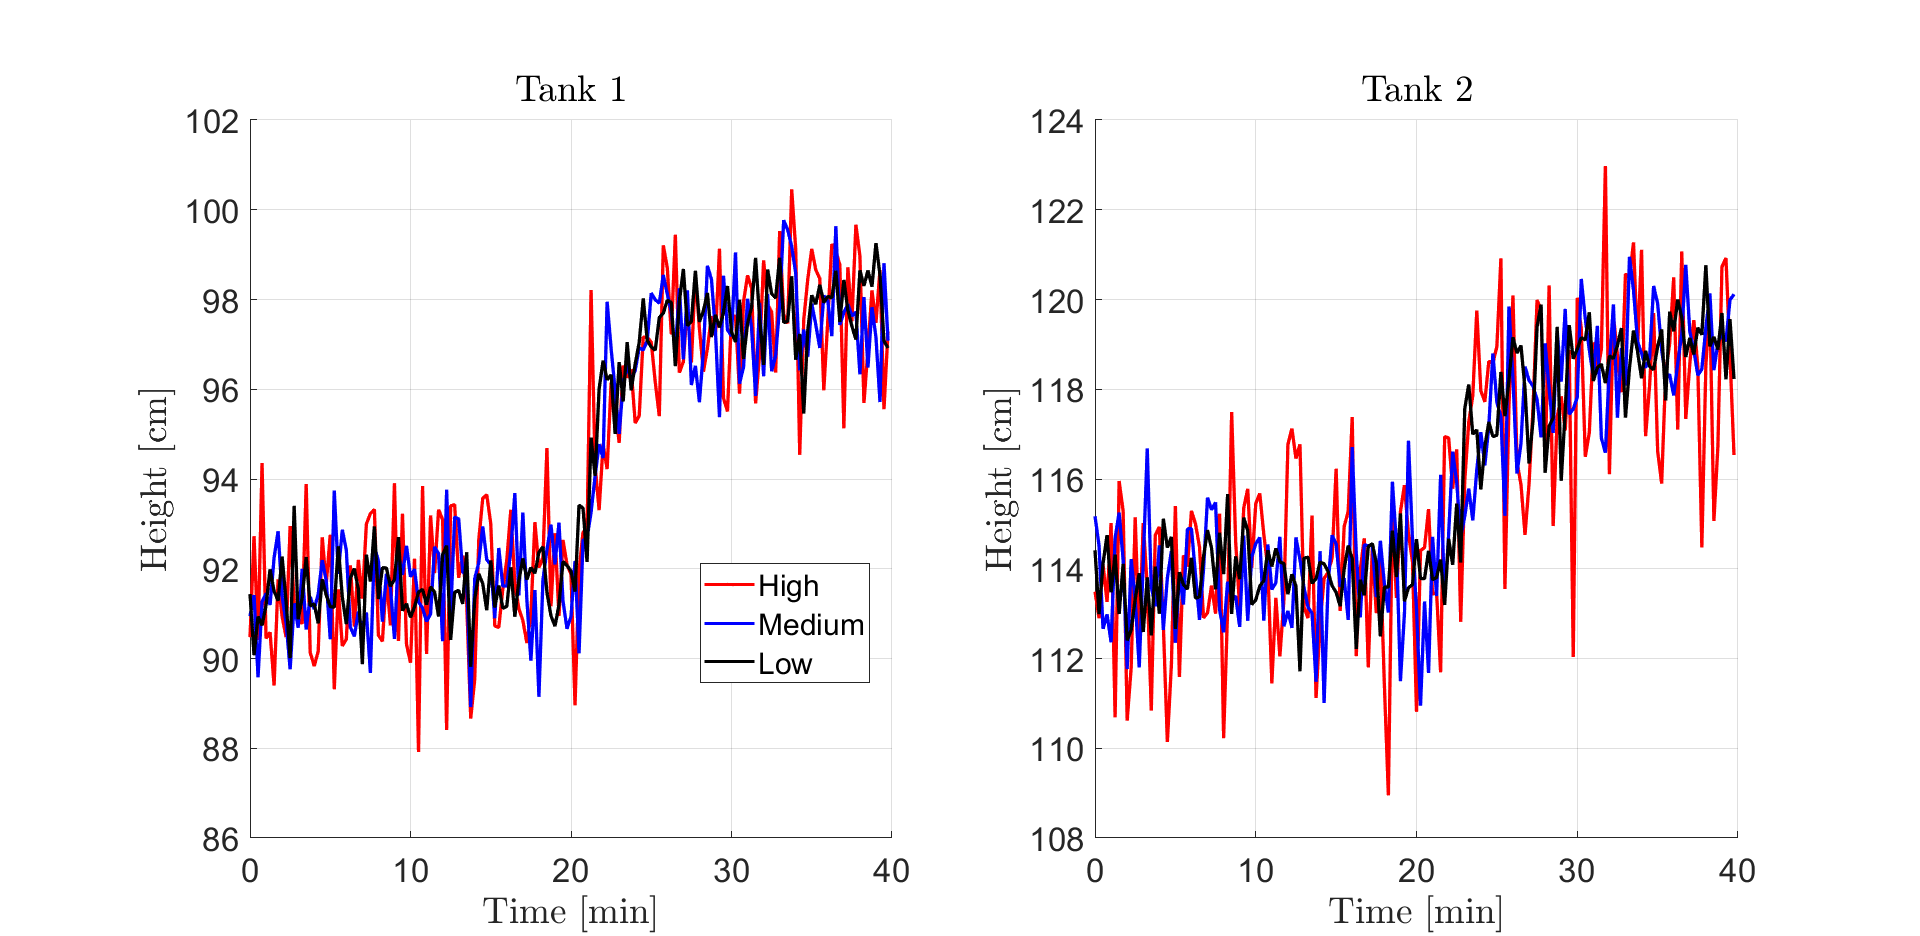 Tank 1
102
100
98
96
94
92
90
88
86
Height [cm]
0 10 20 30 40
Time [min]
High
Medium
Low
Tank 2
124
122
120
118
116
114
112
110
108
Height [cm]
0 10 20 30 40
Time [min]